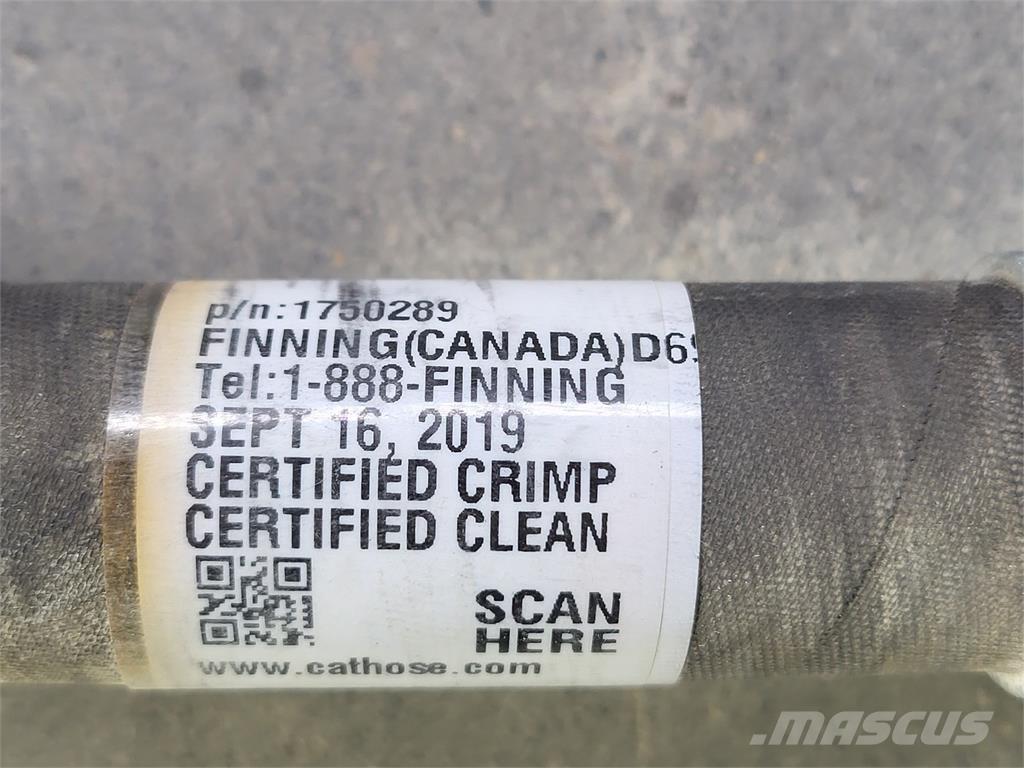 p/n:1750289
FINNING(CANADA)D6
Tel:1-888-FINNING
SEPT 16, 2019
CERTIFIED CRIMP
CERTIFIED CLEAN
SCAN
HERE
www.cathose.com
MASCUS